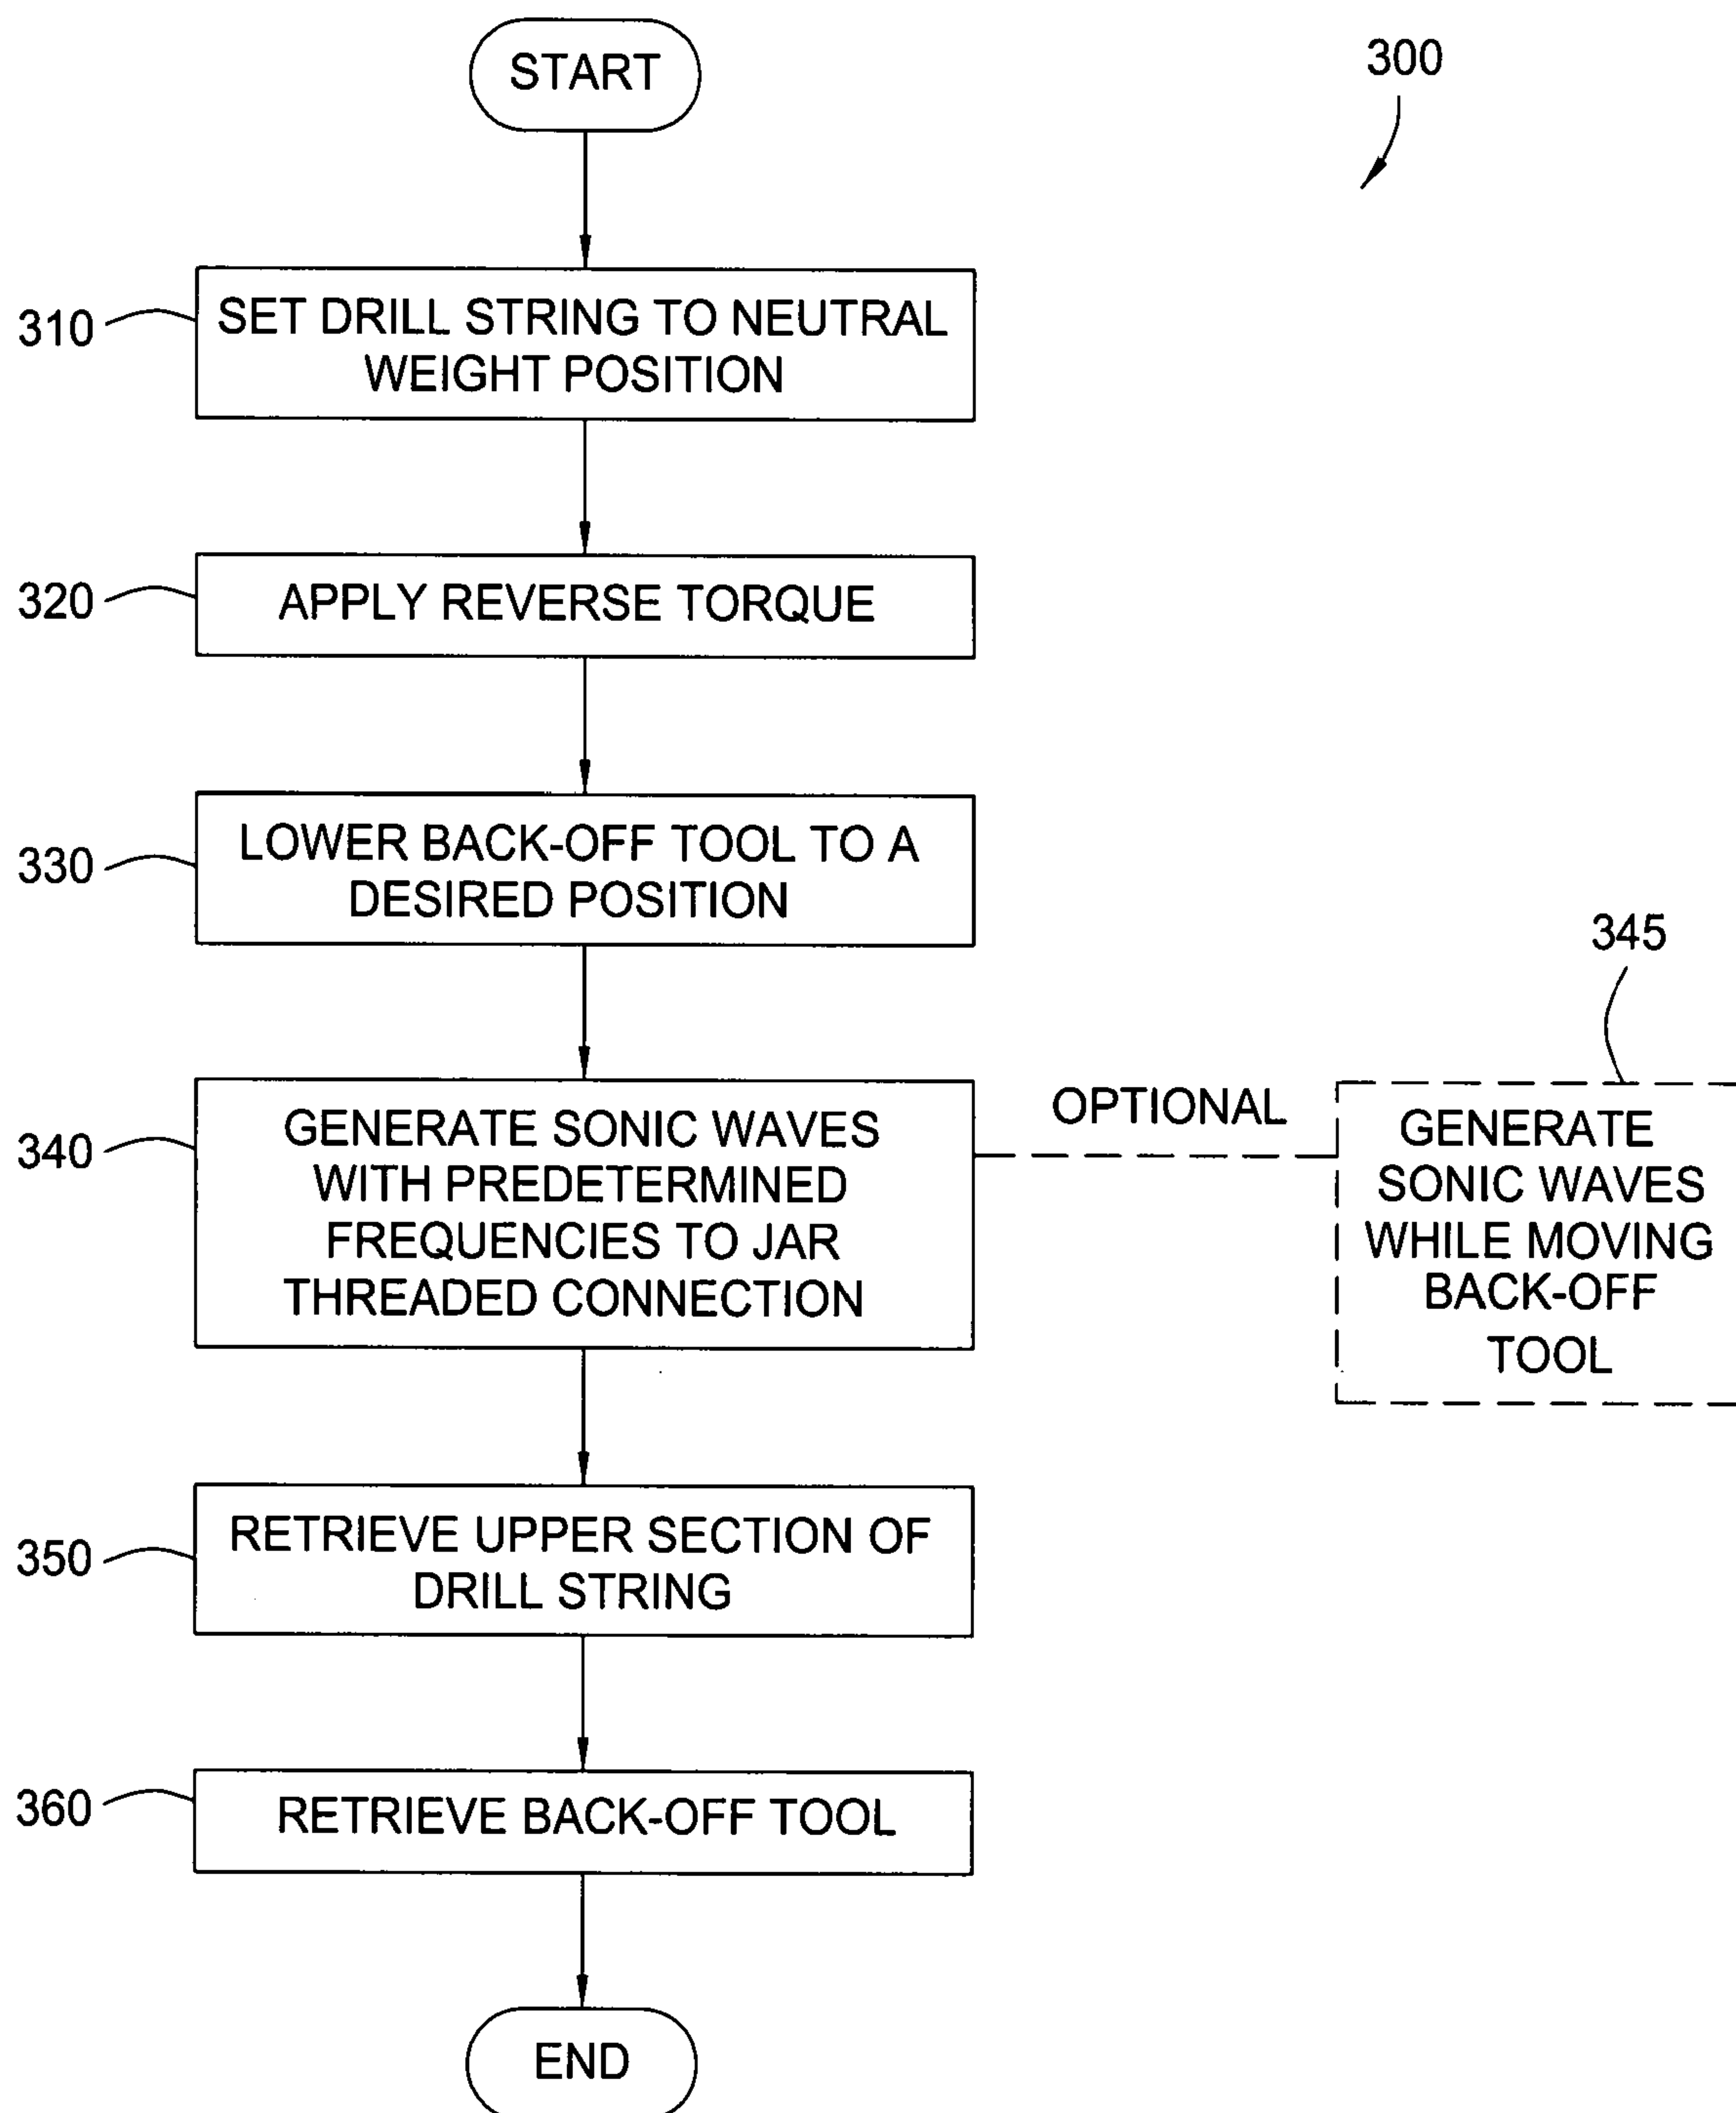 START
300
310
SET DRILL STRING TO NEUTRAL
WEIGHT POSITION
320
APPLY REVERSE TORQUE
330
LOWER BACK-OFF TOOL TO A
DESIRED POSITION
340
GENERATE SONIC WAVES
WITH PREDETERMINED
FREQUENCIES TO JAR
THREADED CONNECTION
OPTIONAL
345
GENERATE
SONIC WAVES
WHILE MOVING
BACK-OFF
TOOL
350
RETRIEVE UPPER SECTION OF
DRILL STRING
360
RETRIEVE BACK-OFF TOOL
END